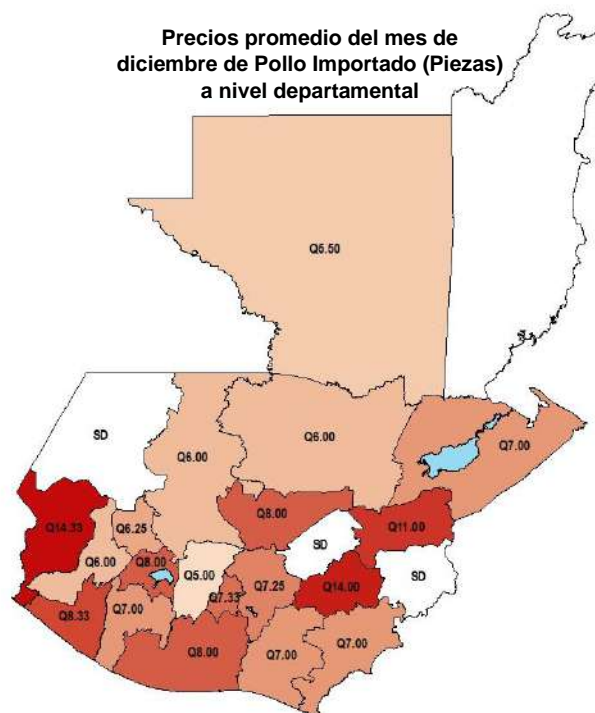 Precios promedio del mes de
diciembre de Pollo Importado (Piezas)
a nivel departamental
Q6.50
SD
Q6.00
Q6.00
Q7.00
Q14.33
Q6.25
Q8.00
Q11.00
SD
SD
Q6.00
Q8.00
Q5.00
Q7.33
Q7.25
Q14.00
Q8.33
Q7.00
Q8.00
Q7.00
Q7.00